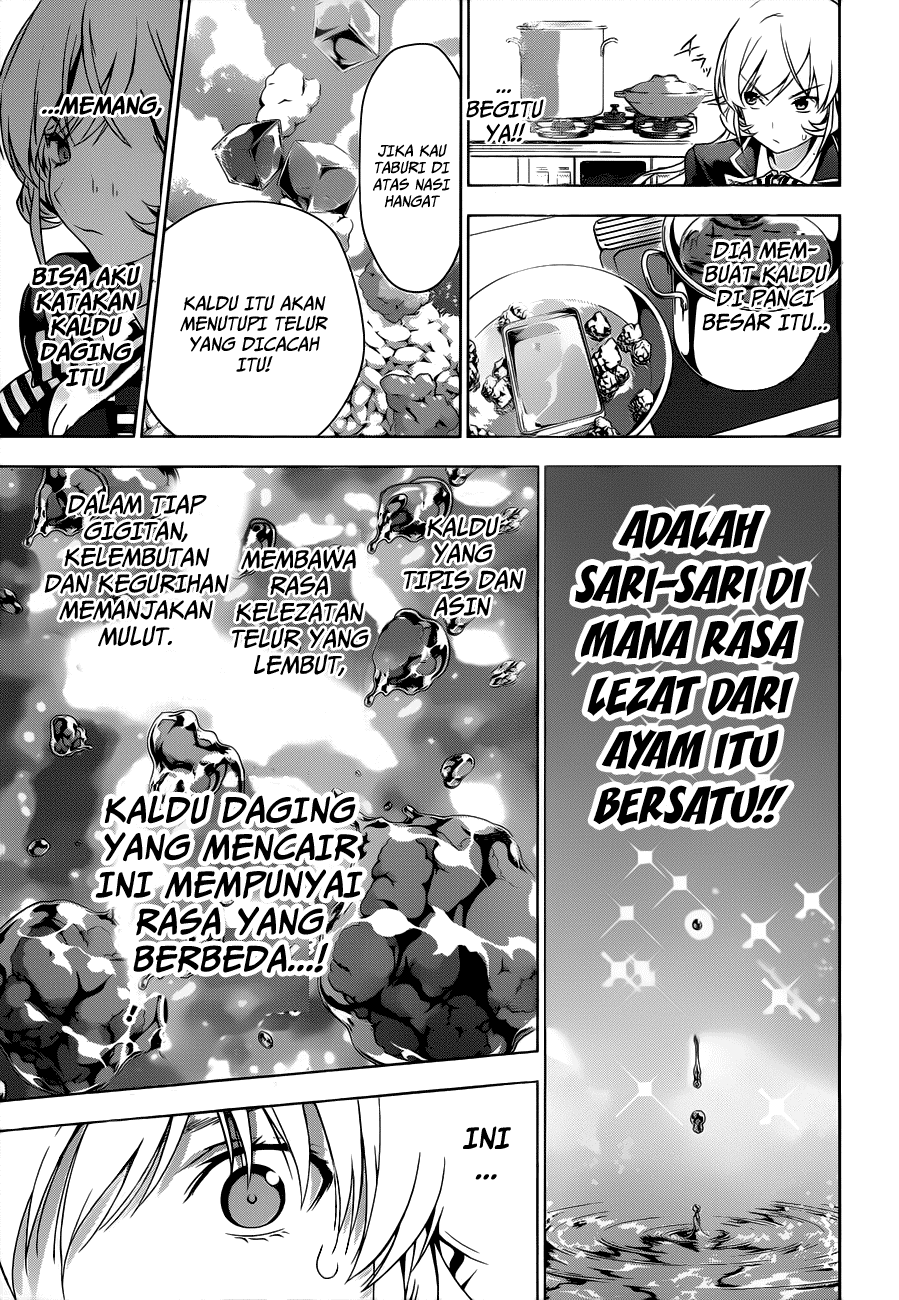 ...
BEGITU
YA!!
DIA MEM-
BUAT KALDU
DI PANCI
BESAR ITU...
JIKA KAU
TABURI DI
ATAS NASI
HANGAT
KALDU ITU AKAN
MENUTUPI TELUR
YANG DICACAH
ITU!
...MEMANG,
BISA AKU
KATAKAN
KALDU
DAGING
ITU
ADALAH
SARI-SARI DI
MANA RASA
LEZAT DARI
AYAM ITU
BERSATU!!
KALDU
YANG
TIPIS DAN
ASIN
MEMBAWA
RASA
KELEZATAN
TELUR YANG
LEMBUT,
DALAM TIAP
GIGITAN,
KELEMBUTAN
DAN KEGURIHAN
MEMANJAKAN
MULUT.
KALDU DAGING
YANG MENCAIR
INI MEMPUNYAI
RASA YANG
BERBEDA...!
!
INI
...